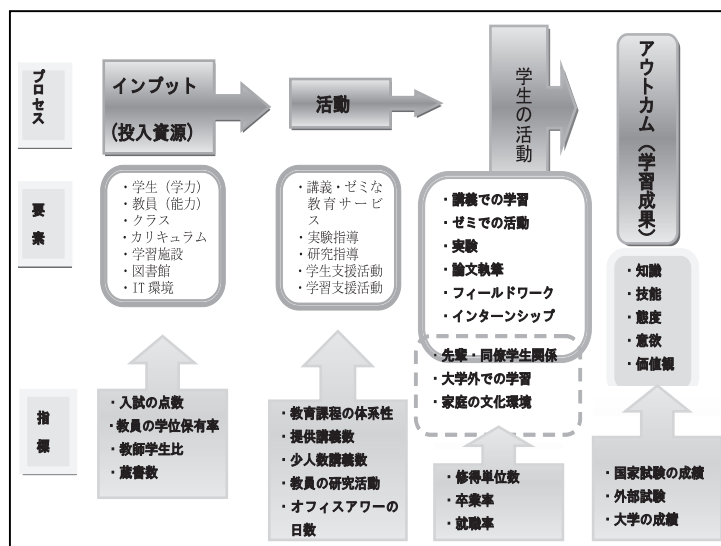 プロセス
インプット
(投入資源)
活動
学生の活動
アウトカム（学習成果）
要素
・学生（学力）
・教員（能力）
・クラス
・カリキュラム
・学習施設
・図書館
・IT 環境
・講義・ゼミな
教育サービ
ス
・実験指導
・研究指導
・学生支援活動
・学習支援活動
・講義での学習
・ゼミでの活動
・実験
・論文執筆
・フィールドワーク
・インターンシップ
・先輩・同僚学生関係
・大学外での学習
・家庭の文化環境
・知識
・技能
・態度
・意欲
・価値観
指標
・入試の点数
・教員の学位保有率
・教師学生比
・蔵書数
・教育課程の体系性
・提供講義数
・少人数講義数
・教員の研究活動
・オフィスアワーの
日数
・修得単位数
・卒業率
・就職率
・国家試験の成績
・外部試験
・大学の成績